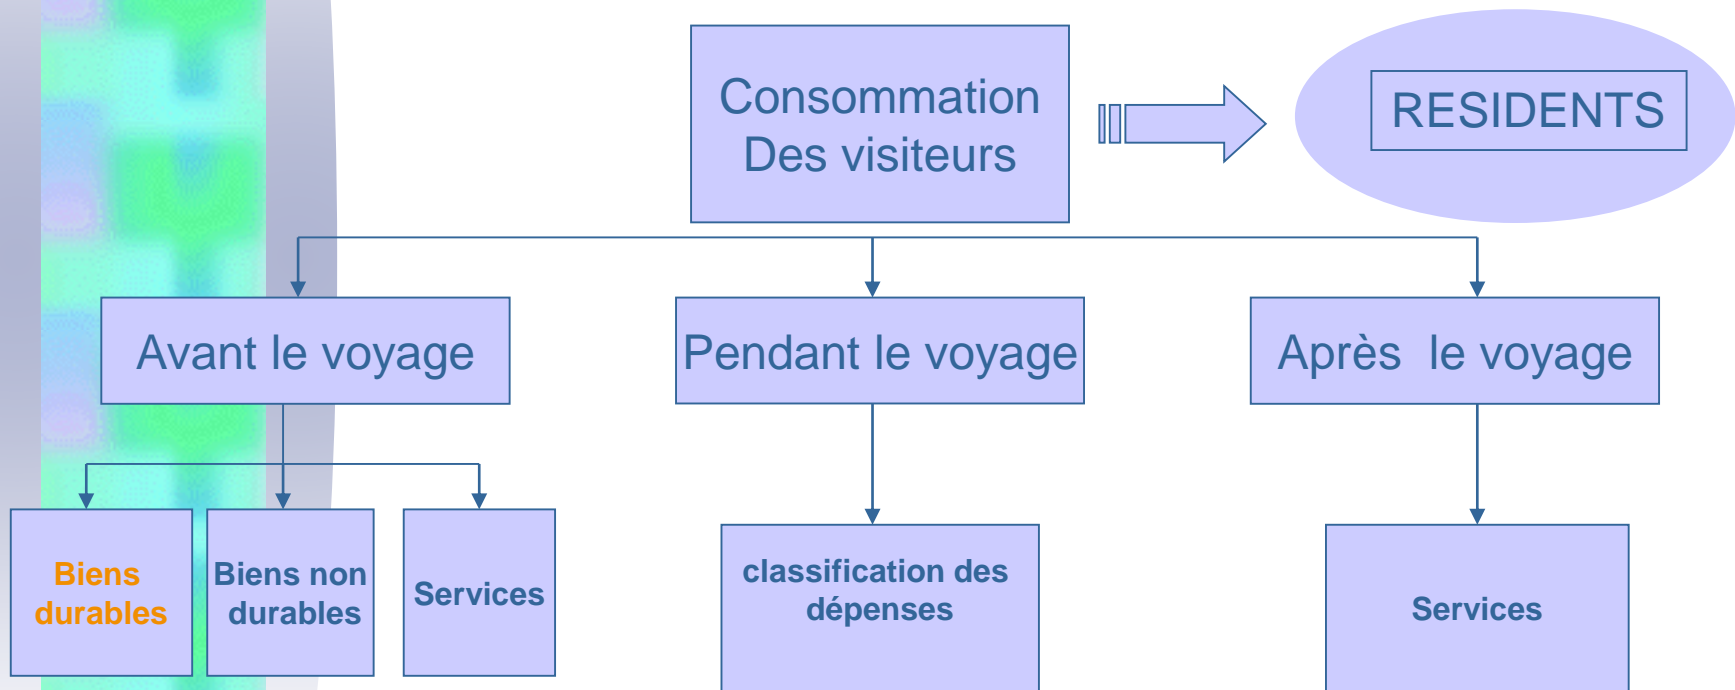 Consommation
Des visiteurs
RESIDENTS
Avant le voyage
Pendant le voyage
Après le voyage
Biens
durables
Biens non
durables
Services
classification des
dépenses
Services